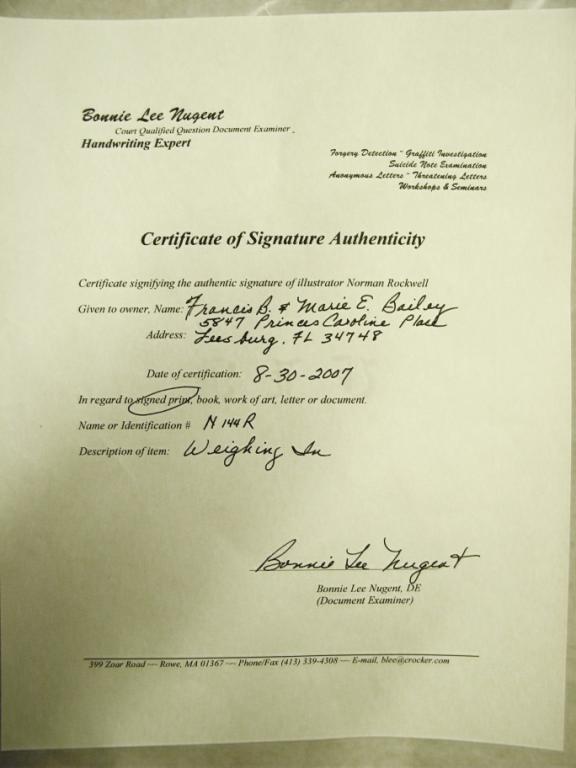 Bonnie Lee Nugent
Court Qualified Question Document Examiner
Handwriting Expert
Forgery Detection ~ Graffiti Investigation
Suicide Note Examination
Anonymous Letters ~ Threatening Letters
Workshops & Seminars
Certificate of Signature Authenticity
Certificate signifying the authentic signature of illustrator Norman Rockwell
Given to owner, Name: Francis B. & Marie E. Bailey
5847 Princes Caroline Place
Address: Leesburg, FL 34748
Date of certification: 8-30-2007
In regard to signed print, book, work of art, letter or document.
Name or Identification # N 144 R
Description of item: Weighing In
Bonnie Lee Nugent
Bonnie Lee Nugent, DE
(Document Examiner)
399 Zoar Road — Rowe, MA 01367 — Phone/Fax (413) 339-4308 — E-mail, blee@crocker.com